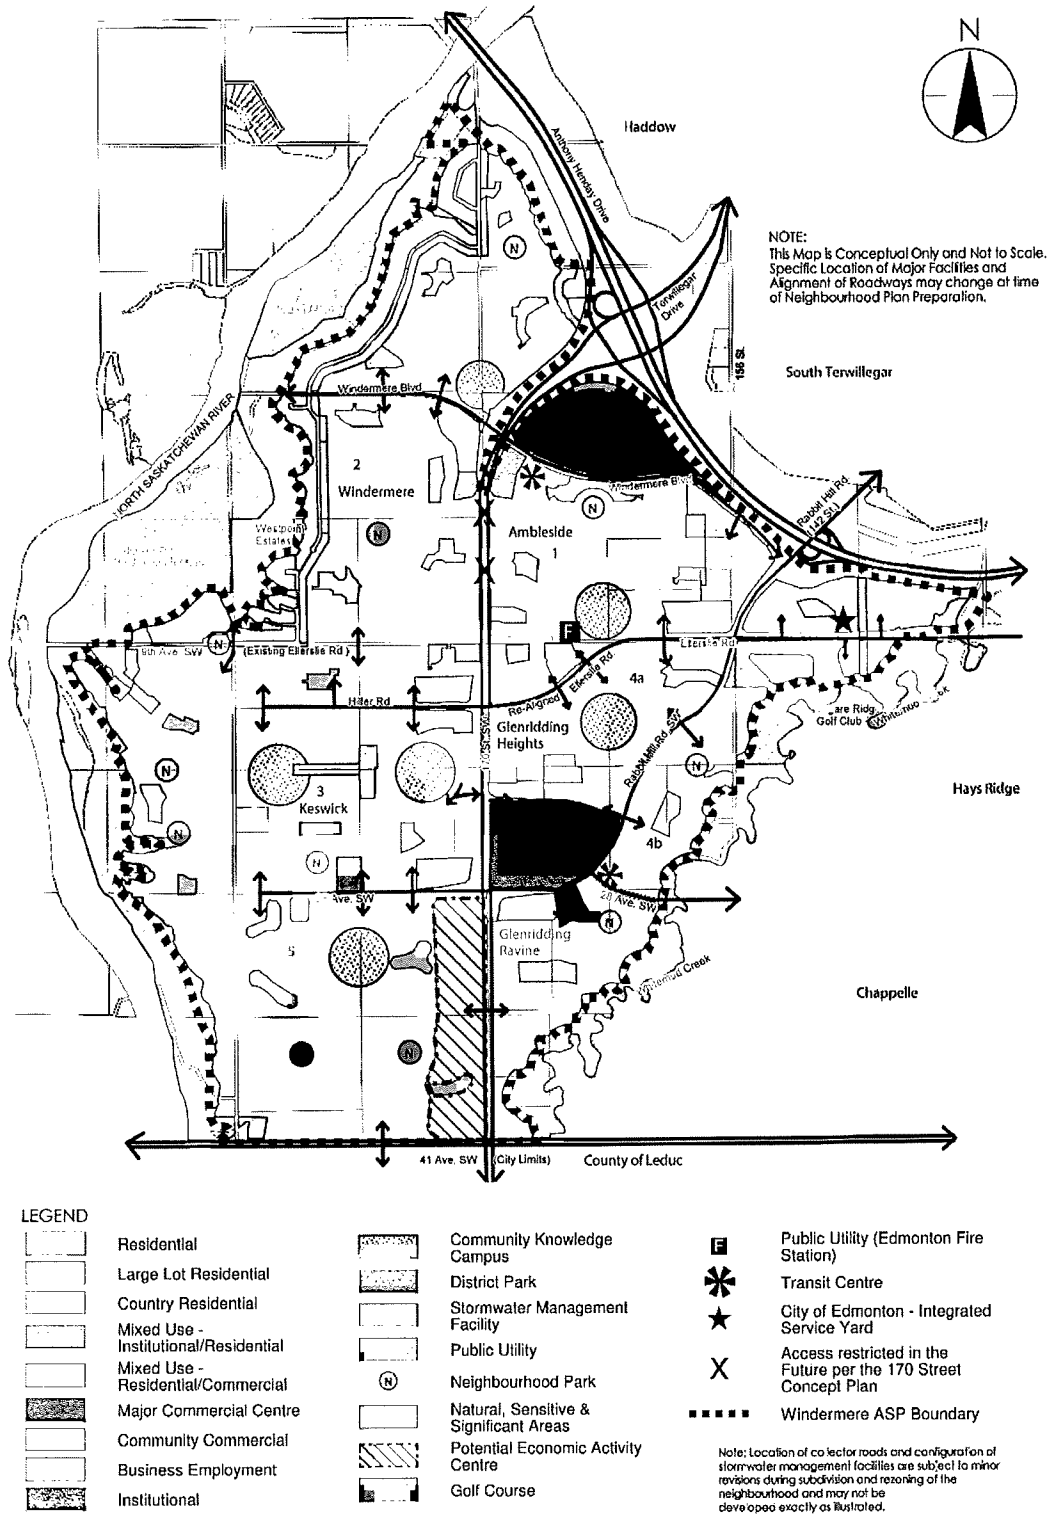 N
Haddow
Anthony Henday Drive
NOTE:
This Map is Conceptual Only and Not to Scale.
Specific Location of Major Facilities and
Alignment of Roadways may change at time
of Neighbourhood Plan Preparation.
N
Terwillegar
Drive
156 St.
South Terwillegar
Windermere Blvd
NORTH SASKATCHEWAN RIVER
2
Windermere
Windermere Blvd
Rabbit Hill Rd.
(142 St.)
N
Westpoint
Estates
N
Ambleside
1
F
N
9th Ave. SW
(Existing Ellerslie Rd.)
Ellerslie Rd
Ellerslie Rd.
4a
Hiller Rd
Re-Aligned
Golf Club
Whitemud
Glenridding
Heights
Rabbit Hill Rd. SW
N
N
3
Keswick
Hays Ridge
N
4b
N
Ave. SW
28 Ave. SW
N
Glenridding
Ravine
5
Whitemud Creek
Chappelle
N
41 Ave. SW
(City Limits)
County of Leduc
LEGEND
Residential
Large Lot Residential
Country Residential
Mixed Use -
Institutional/Residential
Mixed Use -
Residential/Commercial
Major Commercial Centre
Community Commercial
Business Employment
Institutional
Community Knowledge
Campus
District Park
Stormwater Management
Facility
Public Utility
N
Neighbourhood Park
Natural, Sensitive &
Significant Areas
Potential Economic Activity
Centre
Golf Course
F
Public Utility (Edmonton Fire
Station)
Transit Centre
City of Edmonton - Integrated
Service Yard
X
Access restricted in the
Future per the 170 Street
Concept Plan
Windermere ASP Boundary
Note: Location of collector roads and configuration of
stormwater management facilities are subject to minor
revisions during subdivision and rezoning of the
neighbourhood and may not be
developed exactly as illustrated.